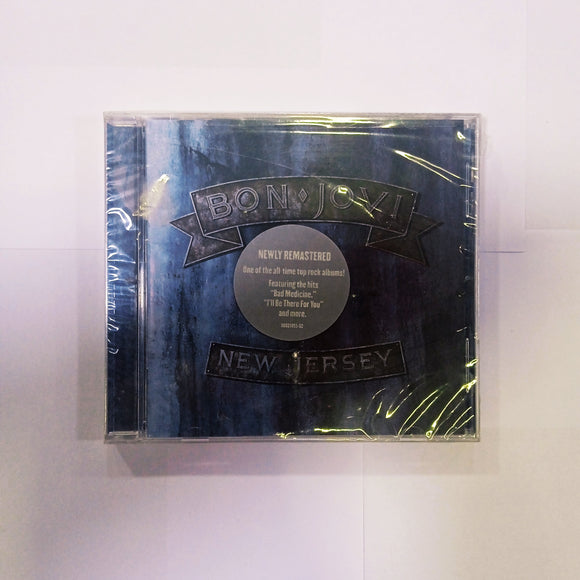 BON JOVI
NEWLY REMASTERED
One of the all-time top rock albums!
Featuring the hits
"Bad Medicine,"
"I'll Be There For You"
and more.
NEW JERSEY